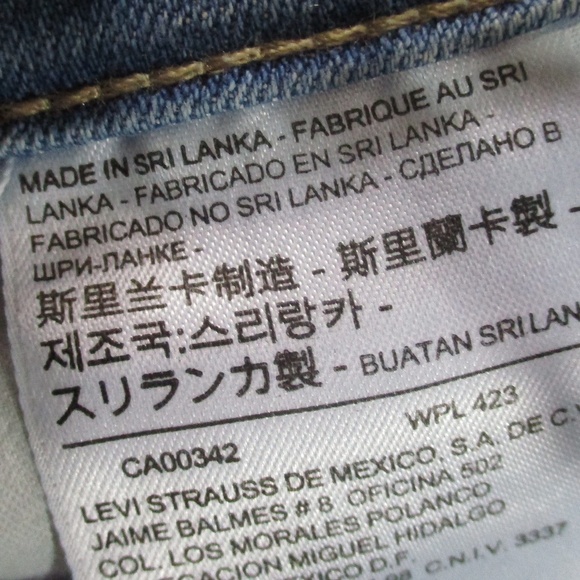 MADE IN SRI LANKA - FABRIQUE AU SRI
LANKA - FABRICADO EN SRI LANKA -
FABRICADO NO SRI LANKA - СДЕЛАНО В
ШРИ-ЛАНКЕ -
斯里兰卡制造 - 斯里蘭卡製 -
제조국:스리랑카 -
スリランカ製 - BUATAN SRI LAN
CA00342 WPL 423
LEVI STRAUSS DE MEXICO, S.A. DE C.V.
JAIME BALMES # 8 OFICINA 502
COL. LOS MORALES POLANCO
CACION MIGUEL HIDALGO
MEXICO D.F.
C.N.I.V. 3337